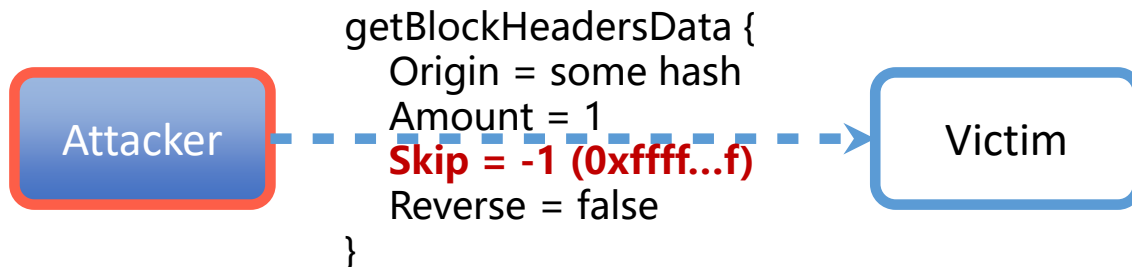 getBlockHeadersData {
Origin = some hash
Attacker
Amount = 1
Victim
Skip = -1 (0xffff...f)
Reverse = false
}